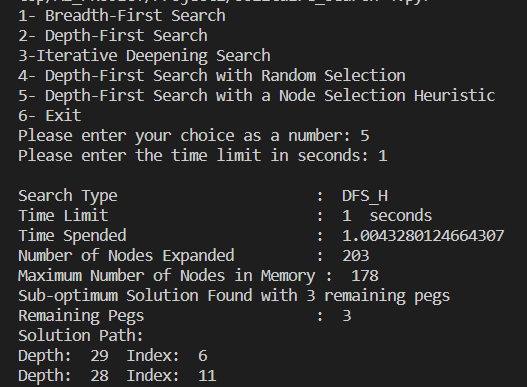 1- Breadth-First Search
2- Depth-First Search
3-Iterative Deepening Search
4- Depth-First Search with Random Selection
5- Depth-First Search with a Node Selection Heuristic
6- Exit
Please enter your choice as a number: 5
Please enter the time limit in seconds: 1
Search Type : DFS_H
Time Limit : 1 seconds
Time Spended : 1.0043280124664307
Number of Nodes Expanded : 203
Maximum Number of Nodes in Memory : 178
Sub-optimum Solution Found with 3 remaining pegs
Remaining Pegs : 3
Solution Path:
Depth: 29 Index: 6
Depth: 28 Index: 11